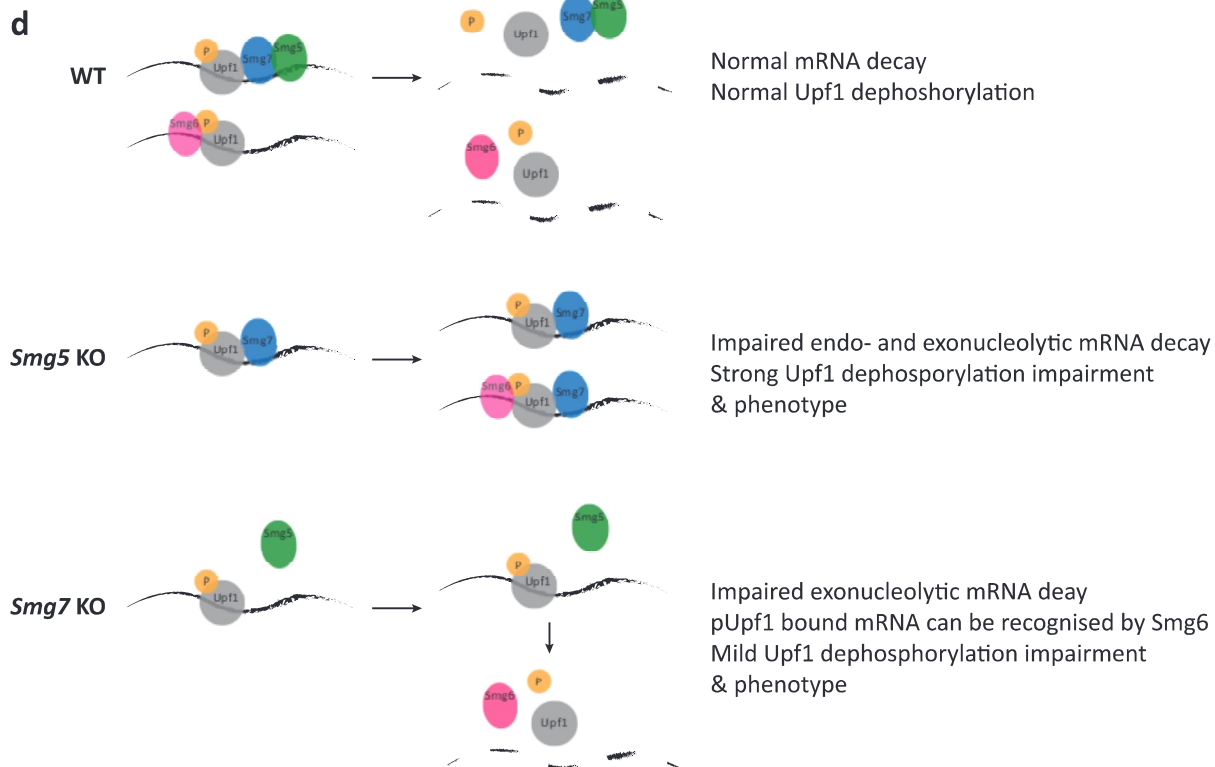 d
WT
P
Upf1
Smg7
Smg5
P
Upf1
Smg7
Smg5
Normal mRNA decay
Normal Upf1 dephoshorylation
Smg6
P
Upf1
Smg6
P
Upf1
Smg5 KO
P
Upf1
Smg7
P
Upf1
Smg7
Smg6
P
Upf1
Smg7
Impaired endo- and exonucleolytic mRNA decay
Strong Upf1 dephosporylation impairment
& phenotype
Smg7 KO
Smg5
P
Upf1
Smg5
P
Upf1
Smg6
P
Upf1
Impaired exonucleolytic mRNA deay
pUpf1 bound mRNA can be recognised by Smg6
Mild Upf1 dephosphorylation impairment
& phenotype